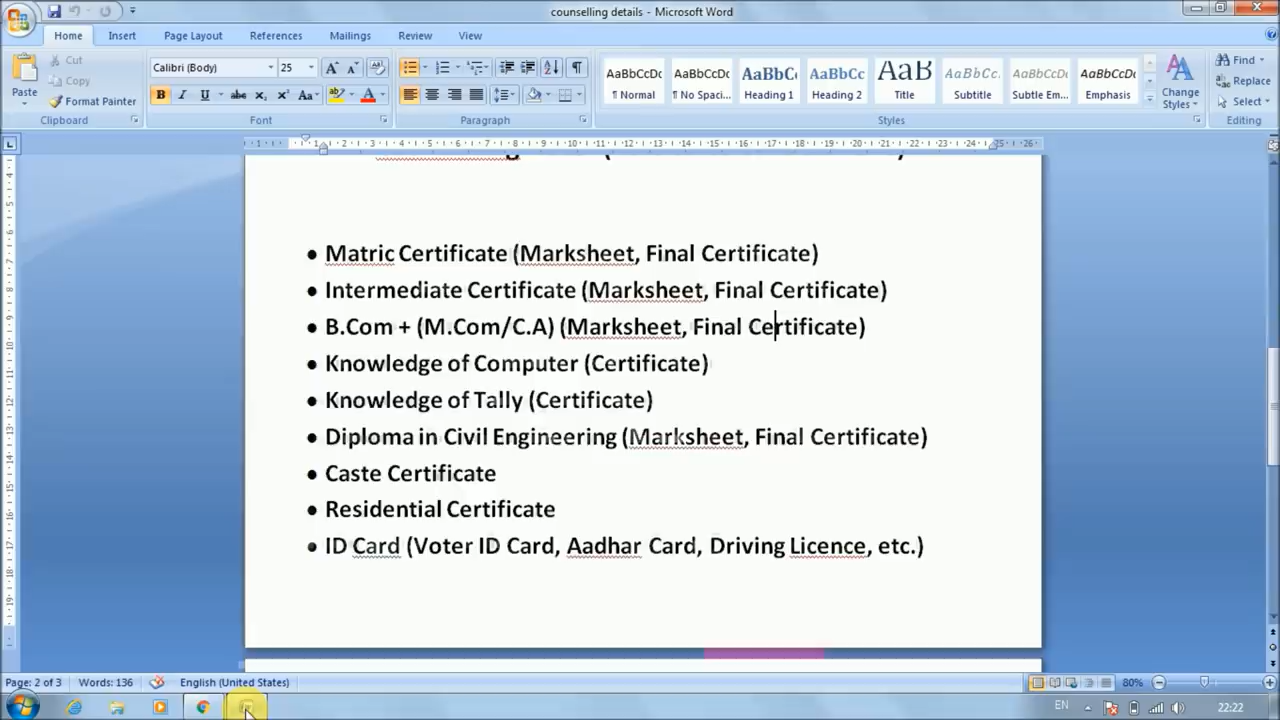 counselling details - Microsoft Word
Home Insert Page Layout References Mailings Review View
Paste Cut Copy Format Painter
Calibri (Body) 25
AaBbCcDc AaBbCcDc AaBbC AaBbCc AaB AaBbCc. AaBbCcDc AaBbCcDc
¶ Normal ¶ No Spaci... Heading 1 Heading 2 Title Subtitle Subtle Em... Emphasis
Change Styles
Find Replace Select
Clipboard Font Paragraph Styles Editing
• Matric Certificate (Marksheet, Final Certificate)
• Intermediate Certificate (Marksheet, Final Certificate)
• B.Com + (M.Com/C.A) (Marksheet, Final Certificate)
• Knowledge of Computer (Certificate)
• Knowledge of Tally (Certificate)
• Diploma in Civil Engineering (Marksheet, Final Certificate)
• Caste Certificate
• Residential Certificate
• ID Card (Voter ID Card, Aadhar Card, Driving Licence, etc.)
Page: 2 of 3 Words: 136 English (United States) 80%
EN 22:22